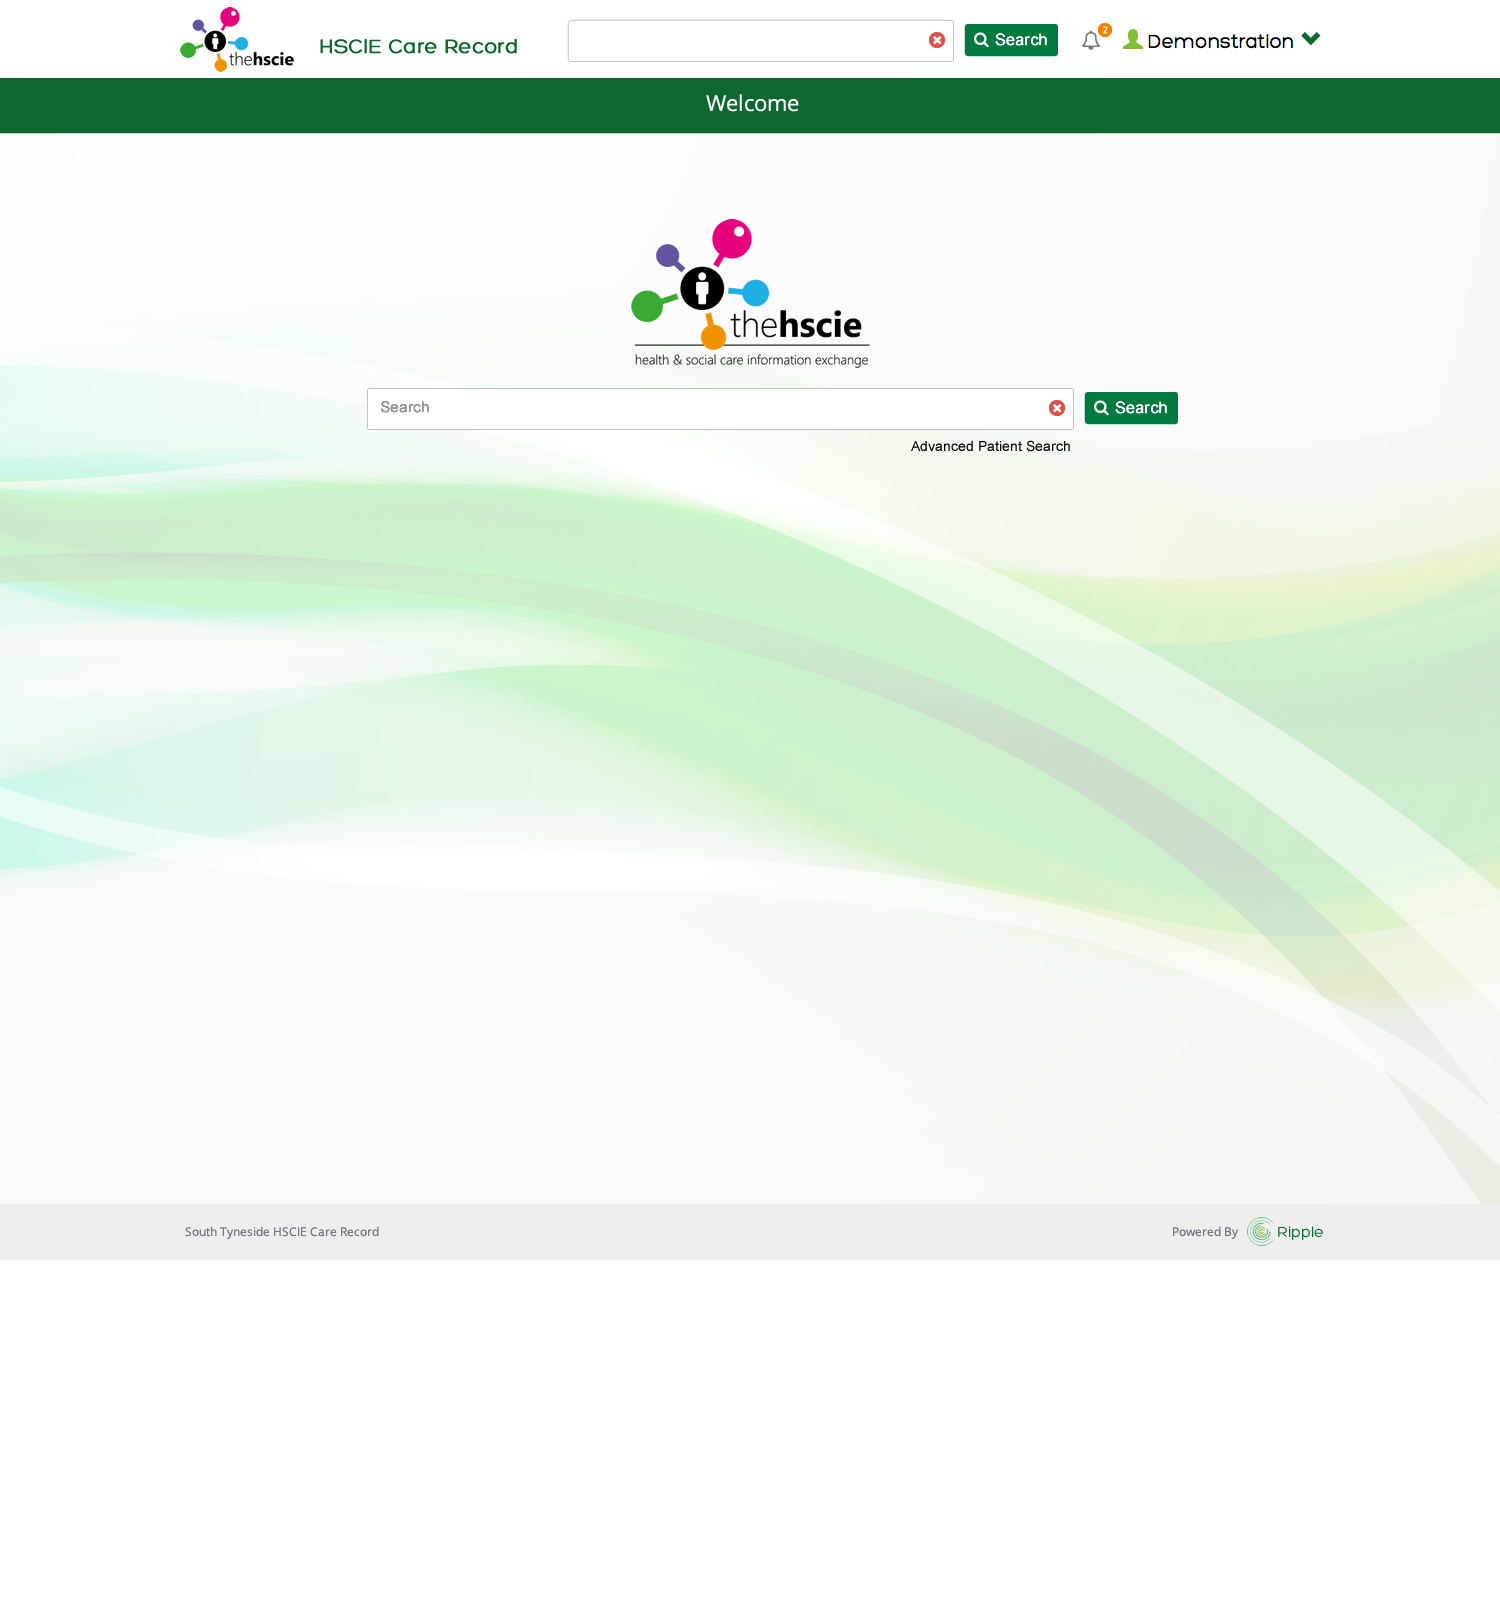 thehscie
HSCIE Care Record
Search
2
Demonstration
Welcome
thehscie
health & social care information exchange
Search
Search
Advanced Patient Search
South Tyneside HSCIE Care Record
Powered By Ripple